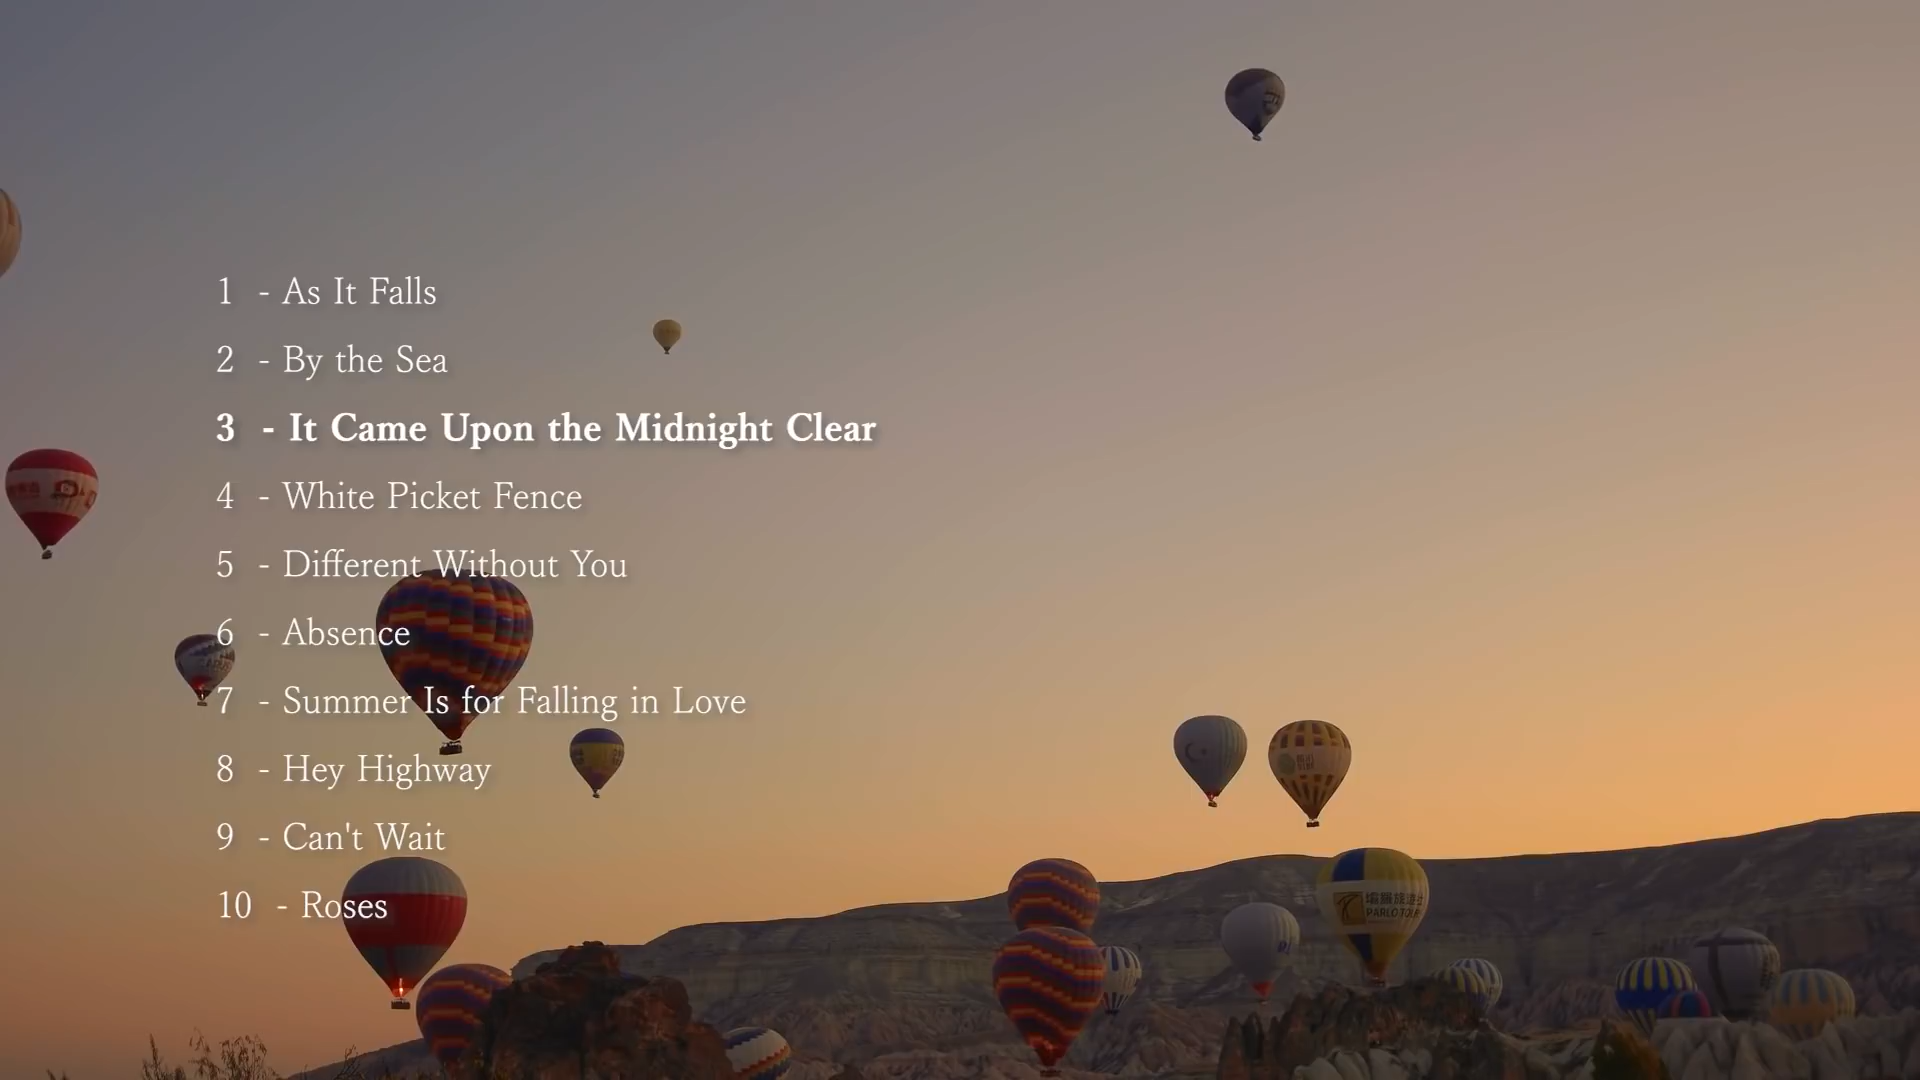 1 - As It Falls
2 - By the Sea
3 - It Came Upon the Midnight Clear
4 - White Picket Fence
5 - Different Without You
6 - Absence
7 - Summer Is for Falling in Love
8 - Hey Highway
9 - Can't Wait
10 - Roses